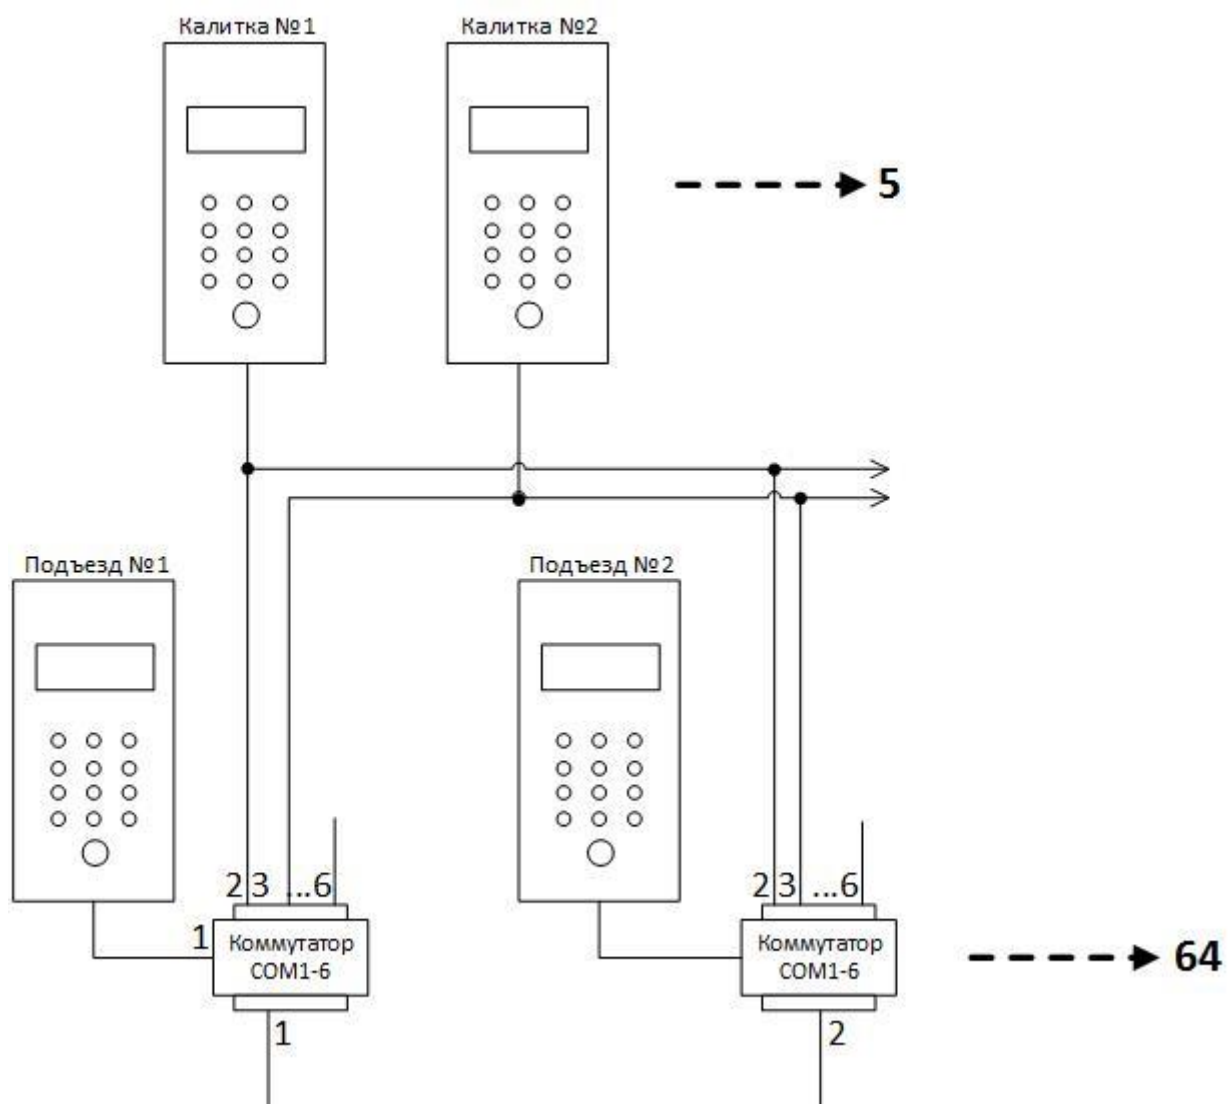 Калитка №1
Калитка №2
5
Подъезд №1
Подъезд №2
2 3 ...6
2 3 ...6
1
Коммутатор
COM1-6
Коммутатор
COM1-6
64
1
2